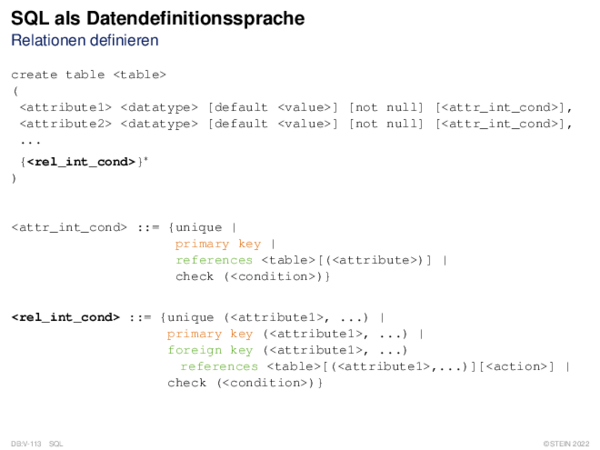 SQL als Datendefinitionssprache
Relationen definieren
create table <table>
(
<attribute1> <datatype> [default <value>] [not null] [<attr_int_cond>],
<attribute2> <datatype> [default <value>] [not null] [<attr_int_cond>],
...
{<rel_int_cond>}*
)
<attr_int_cond> ::= {unique |
primary key |
references <table>[(<attribute>)] |
check (<condition>)}
<rel_int_cond> ::= {unique (<attribute1>, ...) |
primary key (<attribute1>, ...) |
foreign key (<attribute1>, ...)
references <table>[(<attribute1>,...)][<action>] |
check (<condition>)}
DB:V-113 SQL
©STEIN 2022